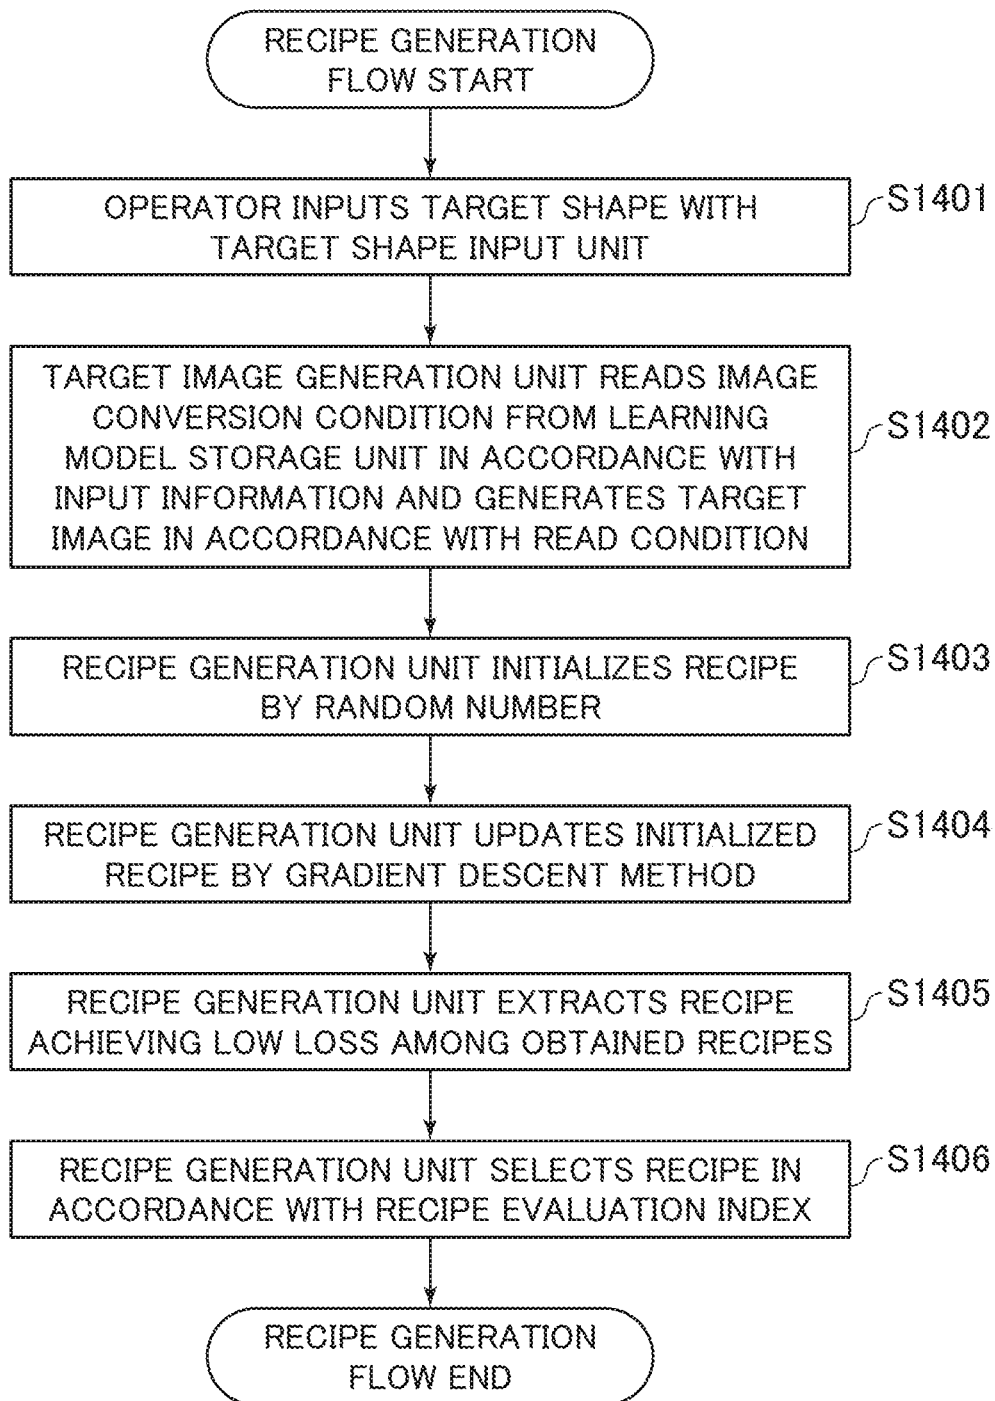 RECIPE GENERATION
FLOW START
OPERATOR INPUTS TARGET SHAPE WITH
TARGET SHAPE INPUT UNIT
S1401
TARGET IMAGE GENERATION UNIT READS IMAGE
CONVERSION CONDITION FROM LEARNING
MODEL STORAGE UNIT IN ACCORDANCE WITH
INPUT INFORMATION AND GENERATES TARGET
IMAGE IN ACCORDANCE WITH READ CONDITION
S1402
RECIPE GENERATION UNIT INITIALIZES RECIPE
BY RANDOM NUMBER
S1403
RECIPE GENERATION UNIT UPDATES INITIALIZED
RECIPE BY GRADIENT DESCENT METHOD
S1404
RECIPE GENERATION UNIT EXTRACTS RECIPE
ACHIEVING LOW LOSS AMONG OBTAINED RECIPES
S1405
RECIPE GENERATION UNIT SELECTS RECIPE IN
ACCORDANCE WITH RECIPE EVALUATION INDEX
S1406
RECIPE GENERATION
FLOW END